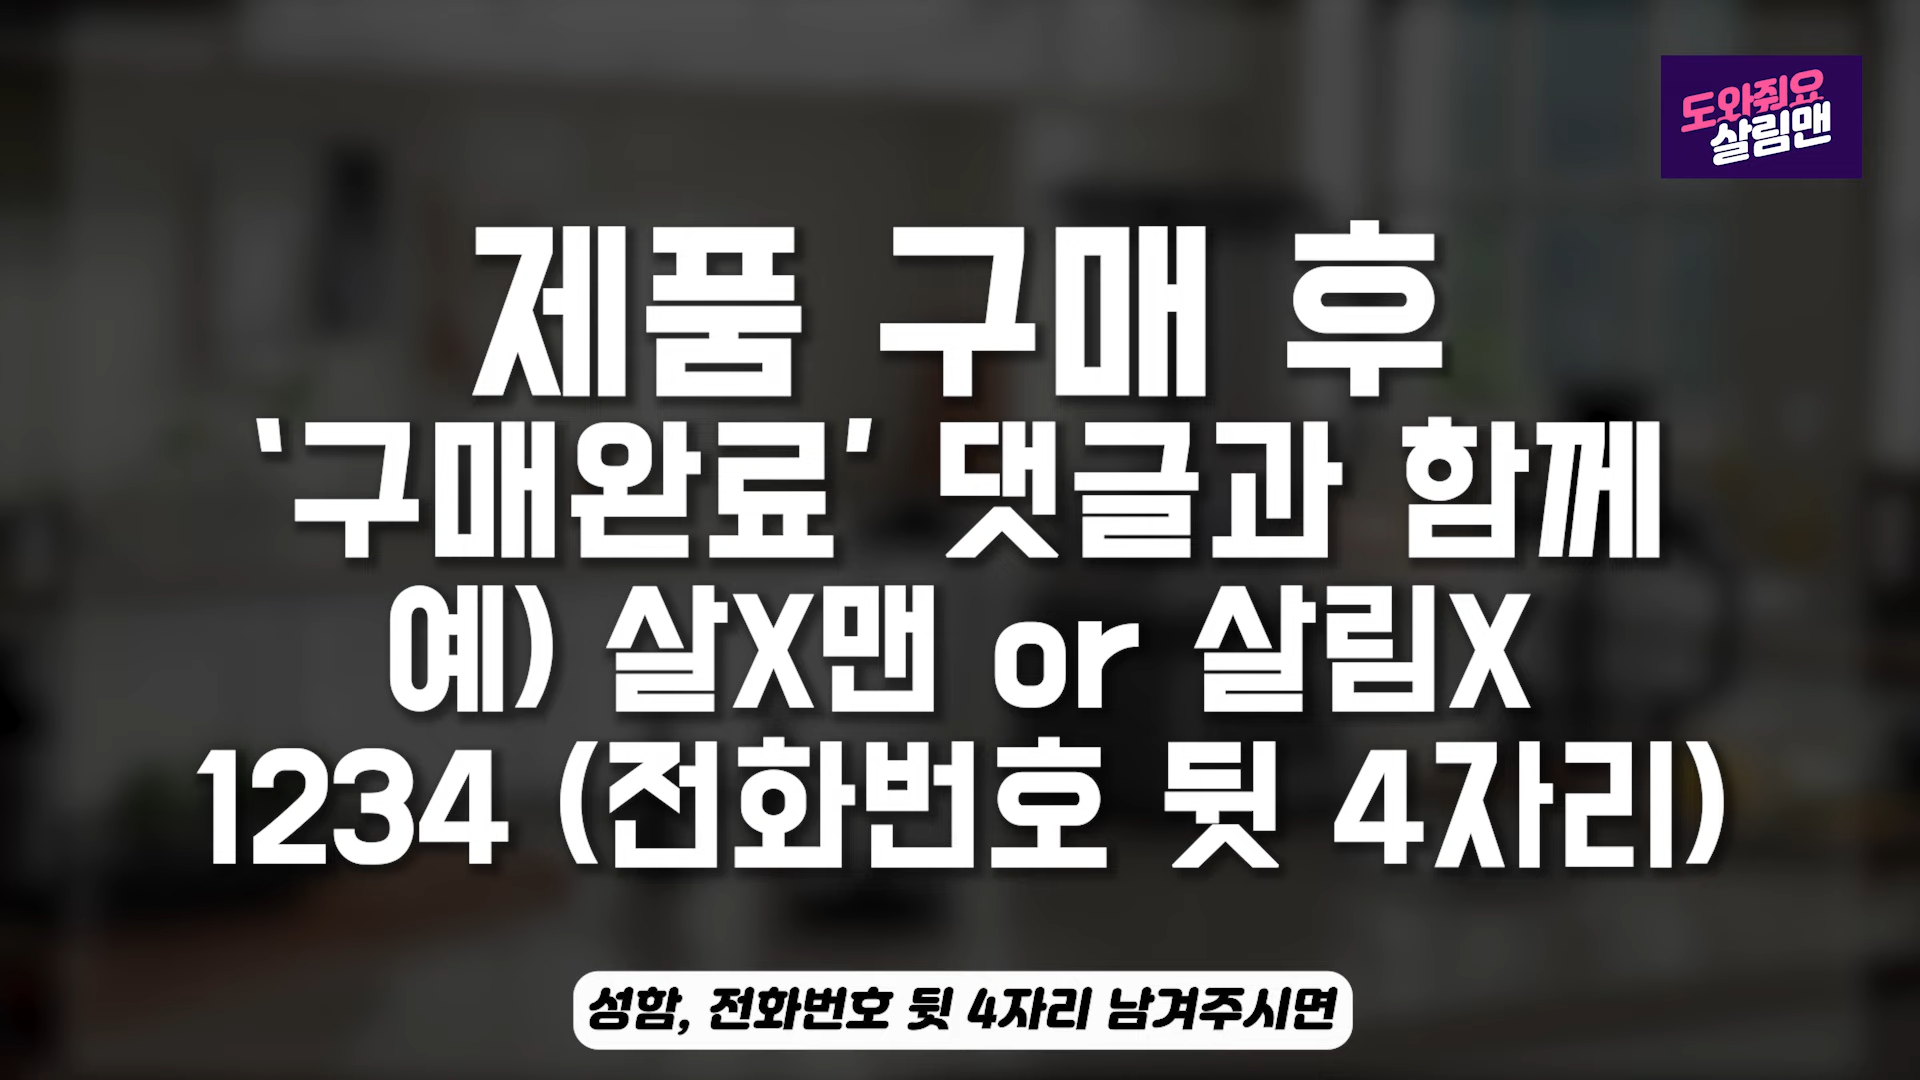 도와줘요
살림맨
제품 구매 후
'구매완료' 댓글과 함께
예) 살X맨 or 살림X
1234 (전화번호 뒷 4자리)
성함, 전화번호 뒷 4자리 남겨주시면